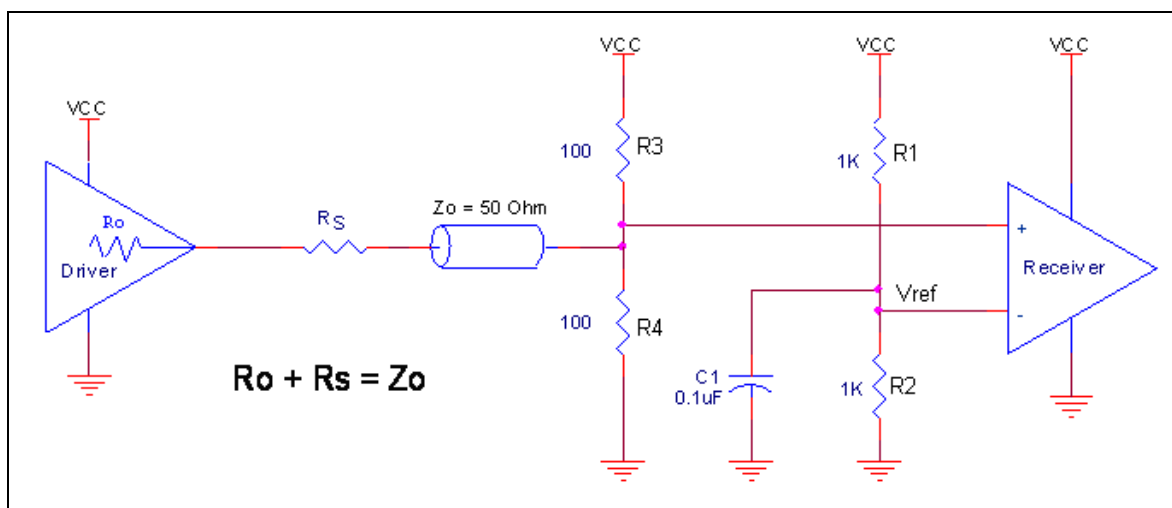 VCC
VCC
VCC
VCC
100
R3
1K
R1
Ro
Rs
Zo = 50 Ohm
+
Driver
Receiver
Vref
-
100
R4
Ro + Rs = Zo
C1
0.1uF
1K
R2